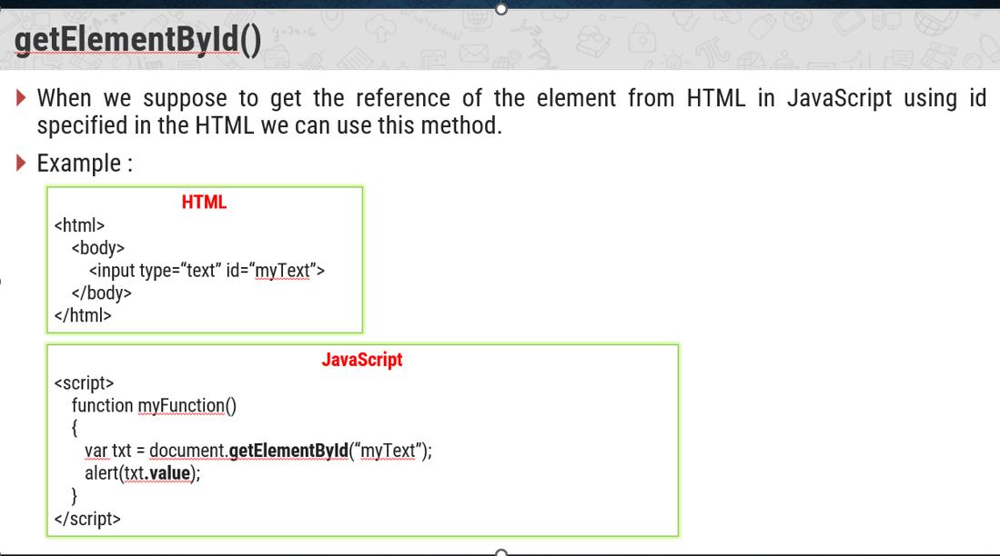 getElementById()
When we suppose to get the reference of the element from HTML in JavaScript using id
specified in the HTML we can use this method.
Example :
HTML
<html>
<body>
<input type=“text” id=“myText”>
</body>
</html>
JavaScript
<script>
function myFunction()
{
var txt = document.getElementById(“myText”);
alert(txt.value);
}
</script>